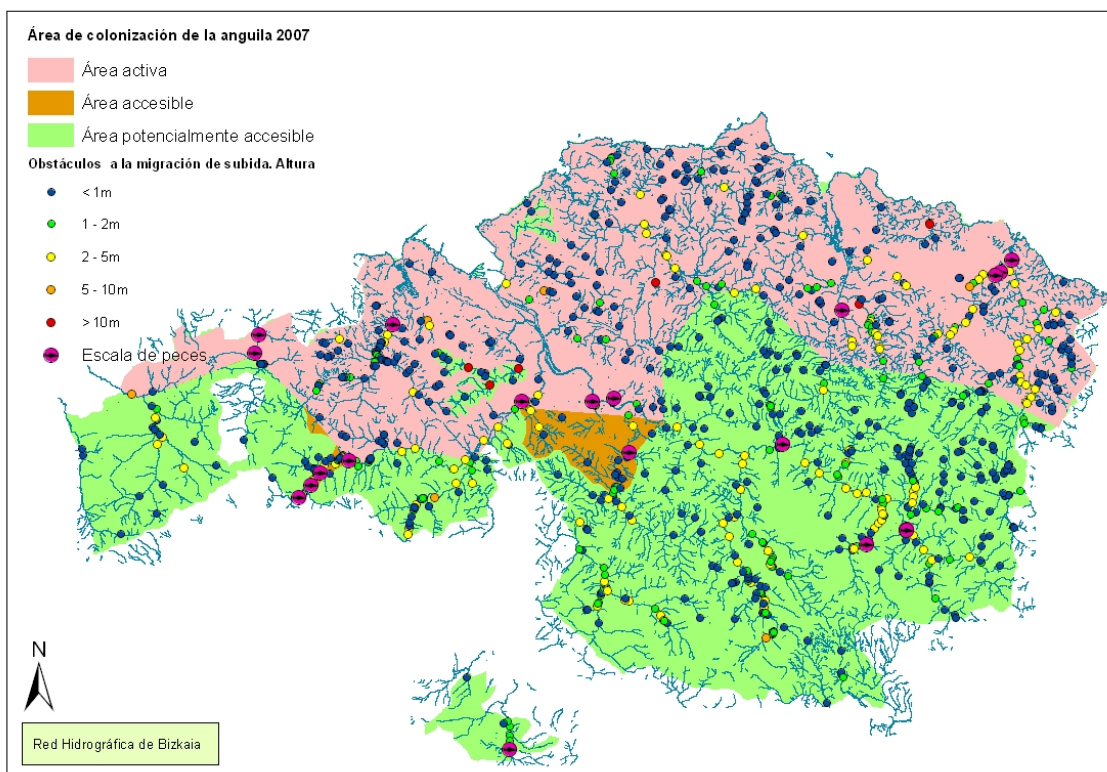 Área de colonización de la anguila 2007
Área activa
Área accesible
Área potencialmente accesible
Obstáculos a la migración de subida. Altura
< 1m
1 - 2m
2 - 5m
5 - 10m
> 10m
Escala de peces
N
Red Hidrográfica de Bizkaia